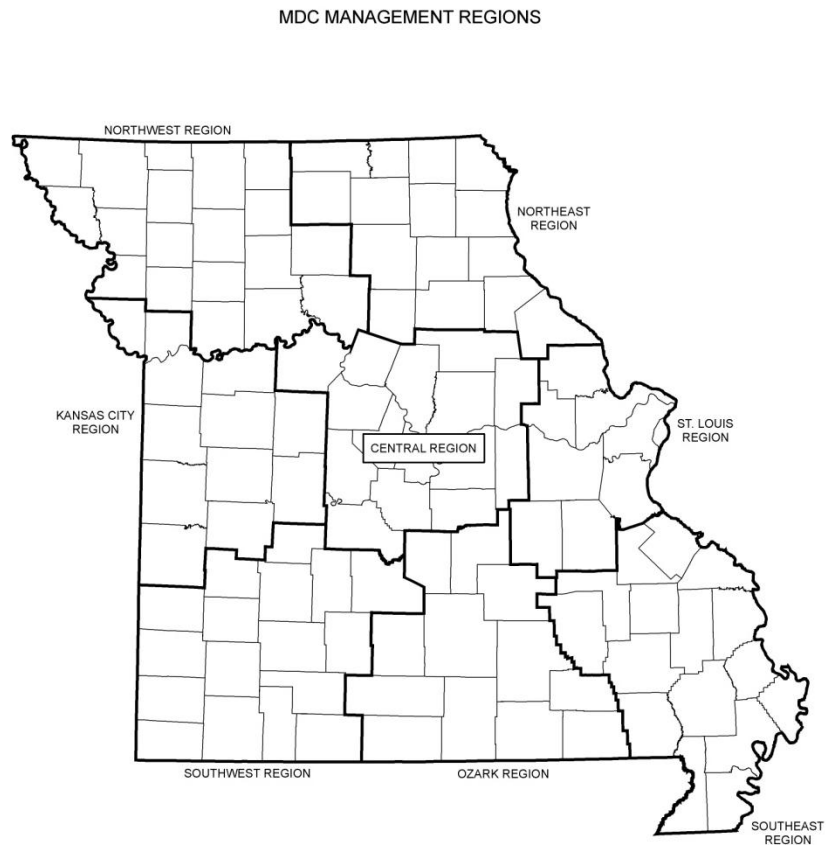 MDC MANAGEMENT REGIONS
NORTHWEST REGION
NORTHEAST
REGION
KANSAS CITY
REGION
CENTRAL REGION
ST. LOUIS
REGION
SOUTHWEST REGION
OZARK REGION
SOUTHEAST
REGION